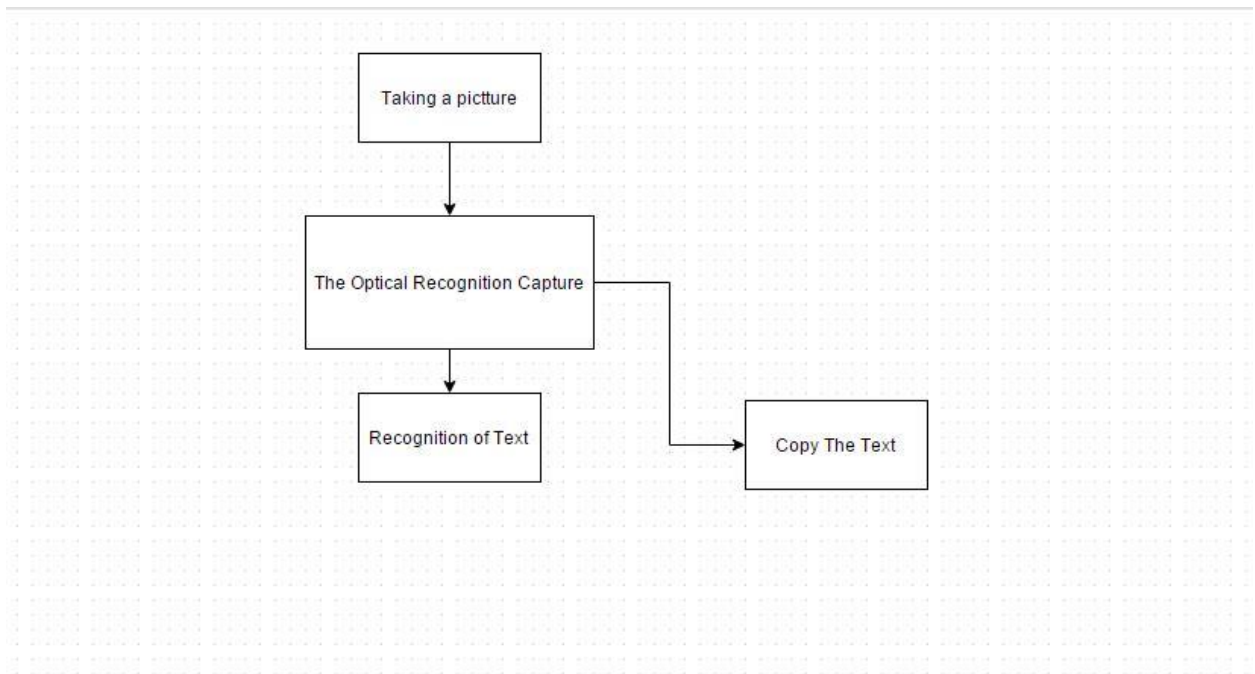 Taking a pictture
The Optical Recognition Capture
Recognition of Text
Copy The Text